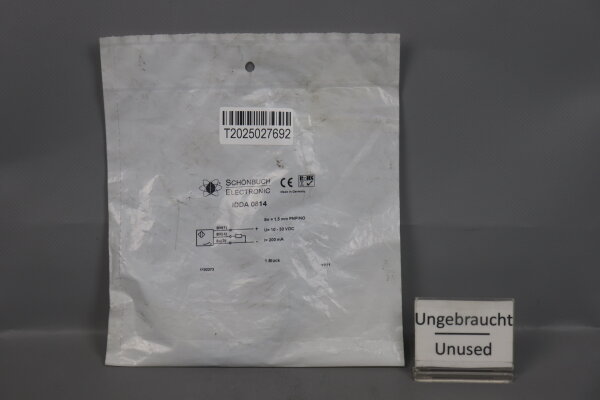 T2025027692
SCHÖNBUCH
ELECTRONIC
CE
Made in Germany
IDDA 0814
Sn = 1,5 mm PNP/NO
U= 10 - 30 VDC
I= 200 mA
+
-
1 Stück
Ungebraucht
Unused